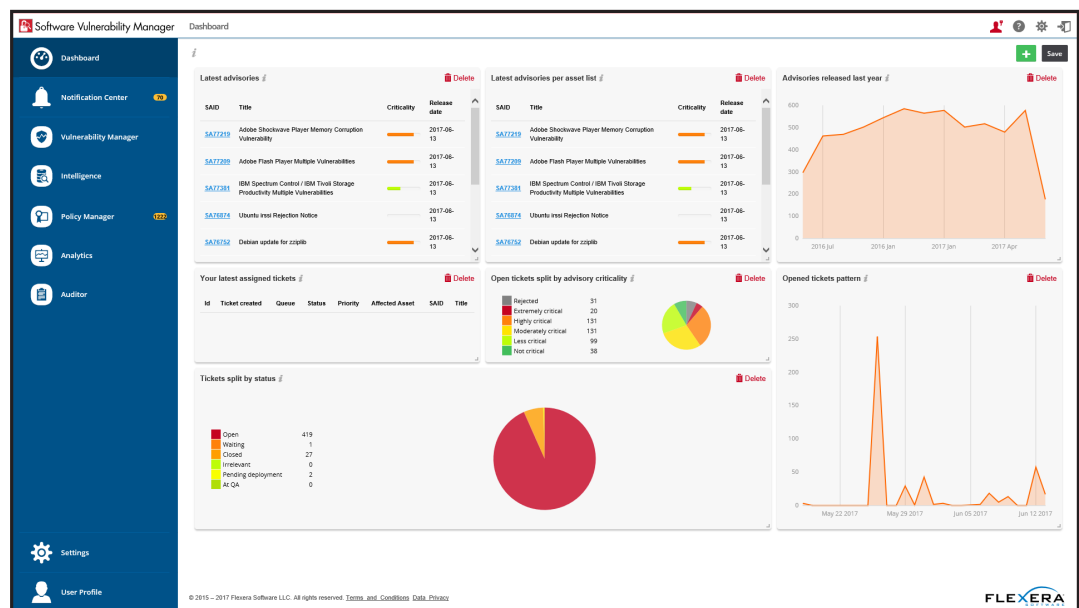 Software Vulnerability Manager
Dashboard
Dashboard
Notification Center 70
Vulnerability Manager
Intelligence
Policy Manager 1222
Analytics
Auditor
Settings
User Profile
i
+
Save
Latest advisories i
Delete
SAID Title Criticality Release date
SA77219 Adobe Shockwave Player Memory Corruption Vulnerability 2017-06-13
SA77209 Adobe Flash Player Multiple Vulnerabilities 2017-06-13
SA77381 IBM Spectrum Control / IBM Tivoli Storage Productivity Multiple Vulnerabilities 2017-06-13
SA76874 Ubuntu irssi Rejection Notice 2017-06-13
SA76752 Debian update for zziplib 2017-06-13
Latest advisories per asset list i
Delete
SAID Title Criticality Release date
SA77219 Adobe Shockwave Player Memory Corruption Vulnerability 2017-06-13
SA77209 Adobe Flash Player Multiple Vulnerabilities 2017-06-13
SA77381 IBM Spectrum Control / IBM Tivoli Storage Productivity Multiple Vulnerabilities 2017-06-13
SA76874 Ubuntu irssi Rejection Notice 2017-06-13
SA76752 Debian update for zziplib 2017-06-13
Advisories released last year i
Delete
600
500
400
300
200
100
0
2016 Jul 2016 Jan 2017 Jan 2017 Apr
Your latest assigned tickets i
Delete
Id Ticket created Queue Status Priority Affected Asset SAID Title
Open tickets split by advisory criticality i
Delete
Rejected 31
Extremely critical 20
Highly critical 131
Moderately critical 131
Less critical 99
Not critical 38
Opened tickets pattern i
Delete
300
250
200
150
100
50
0
May 22 2017 May 29 2017 Jun 05 2017 Jun 12 2017
Tickets split by status i
Delete
Open 419
Waiting 1
Closed 27
Irrelevant 0
Pending deployment 2
At QA 0
© 2015 – 2017 Flexera Software LLC. All rights reserved. Terms and Conditions Data Privacy
FLEXERA
SOFTWARE